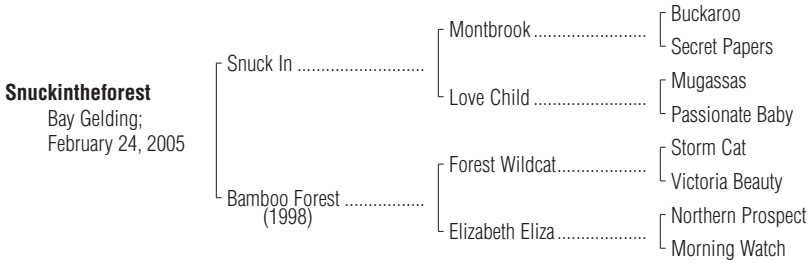 Buckaroo
Montbrook
Secret Papers
Snuck In
Mugassas
Love Child
Passionate Baby
Snuckintheforest
Bay Gelding;
February 24, 2005
Storm Cat
Forest Wildcat
Victoria Beauty
Bamboo Forest
(1998)
Northern Prospect
Elizabeth Eliza
Morning Watch